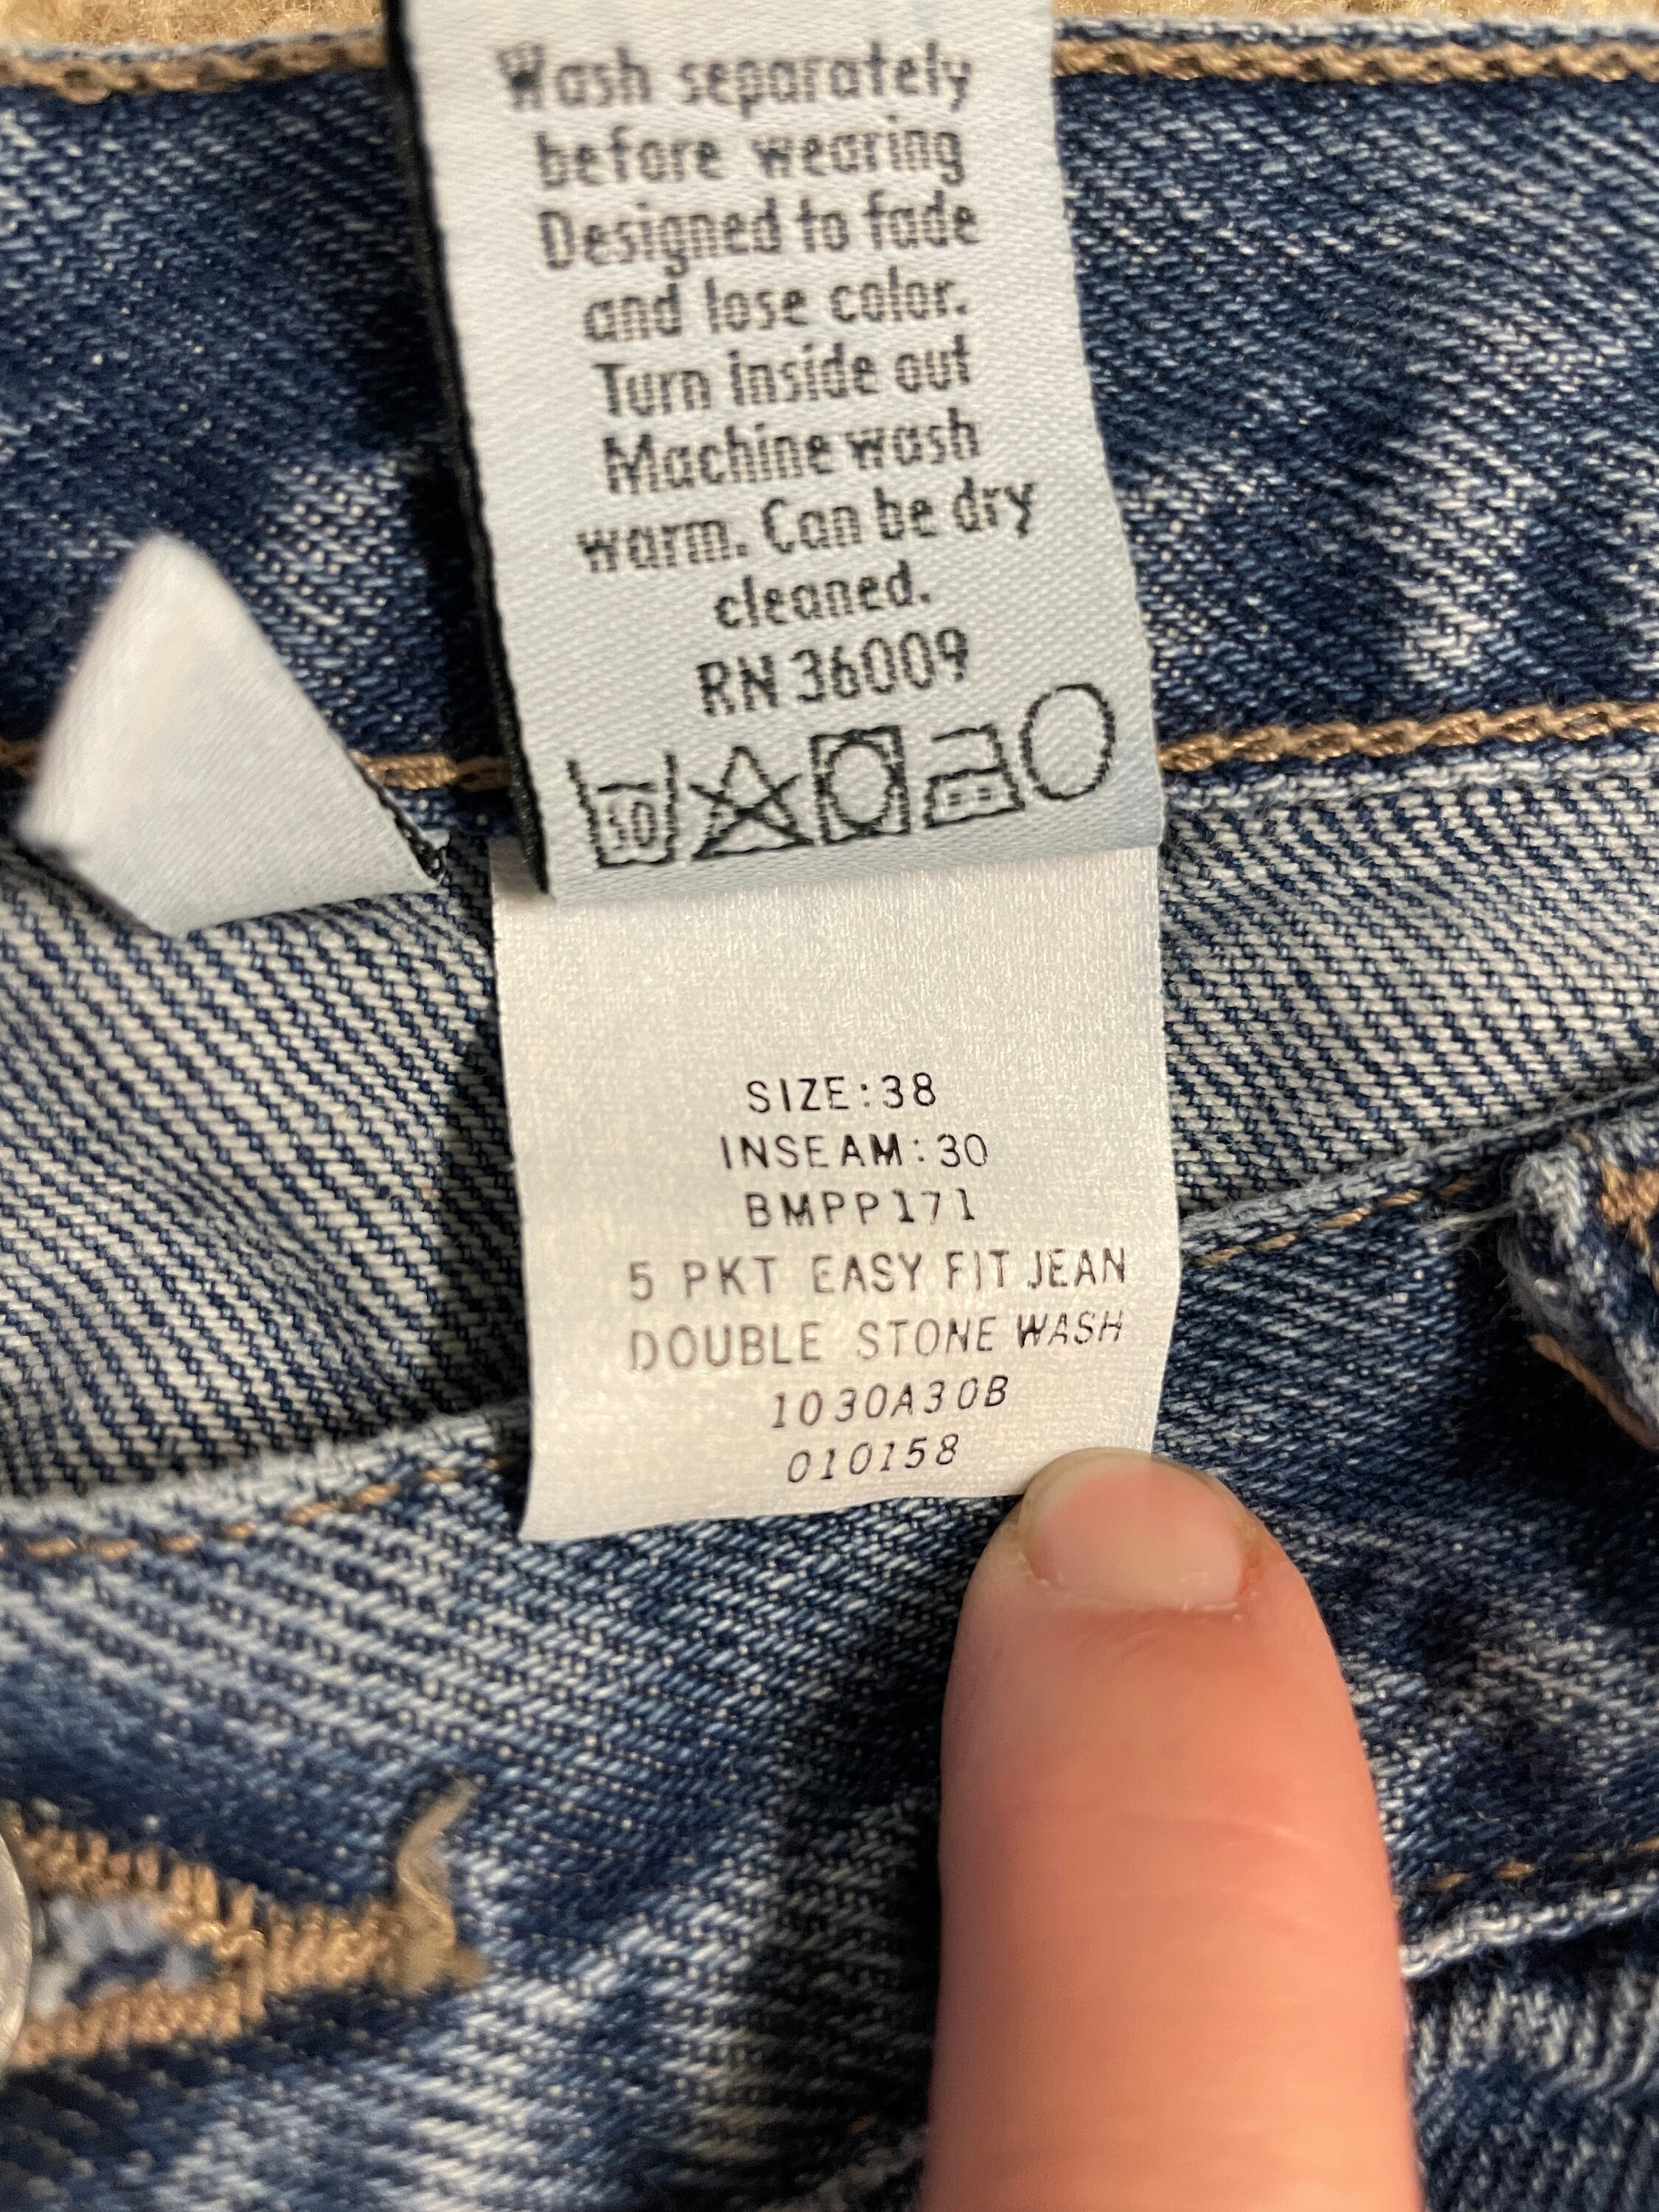 Wash separately
before wearing
Designed to fade
and lose color.
Turn inside out
Machine wash
warm. Can be dry
cleaned.
RN 36009
SIZE:38
INSEAM:30
BMPP171
5 PKT EASY FIT JEAN
DOUBLE STONE WASH
1030A30B
010158